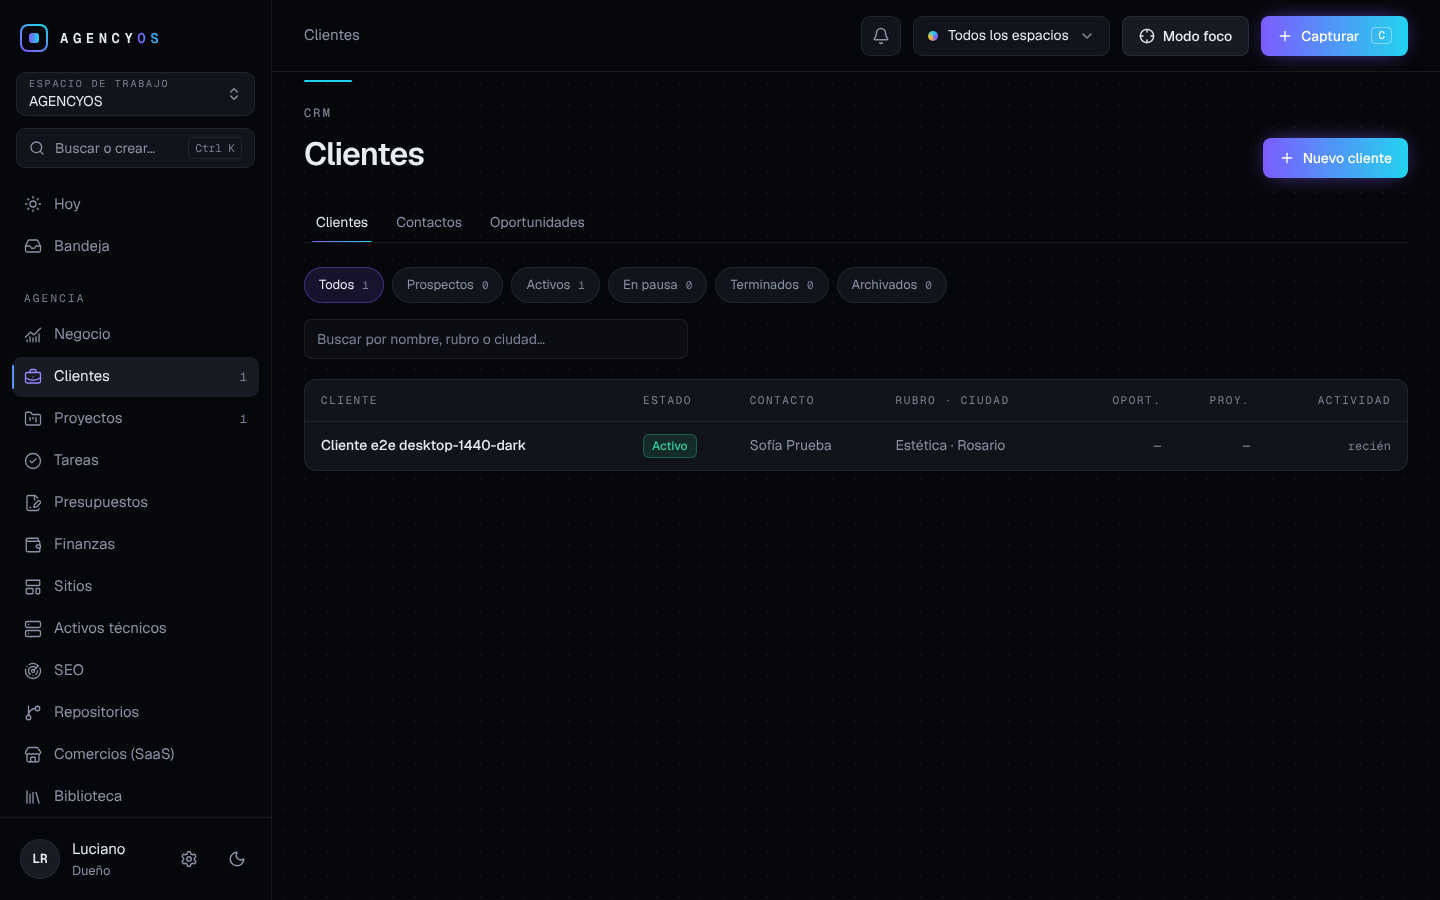 AGENCYOS
ESPACIO DE TRABAJO
AGENCYOS
Buscar o crear... Ctrl K
Hoy
Bandeja
AGENCIA
Negocio
Clientes 1
Proyectos 1
Tareas
Presupuestos
Finanzas
Sitios
Activos técnicos
SEO
Repositorios
Comercios (SaaS)
Biblioteca
LR
Luciano
Dueño
Clientes
Todos los espacios
Modo foco
Capturar C
CRM
Clientes
Nuevo cliente
Clientes Contactos Oportunidades
Todos 1 Prospectos 0 Activos 1 En pausa 0 Terminados 0 Archivados 0
Buscar por nombre, rubro o ciudad...
CLIENTE ESTADO CONTACTO RUBRO · CIUDAD OPORT. PROY. ACTIVIDAD
Cliente e2e desktop-1440-dark Activo Sofía Prueba Estética · Rosario — — recién